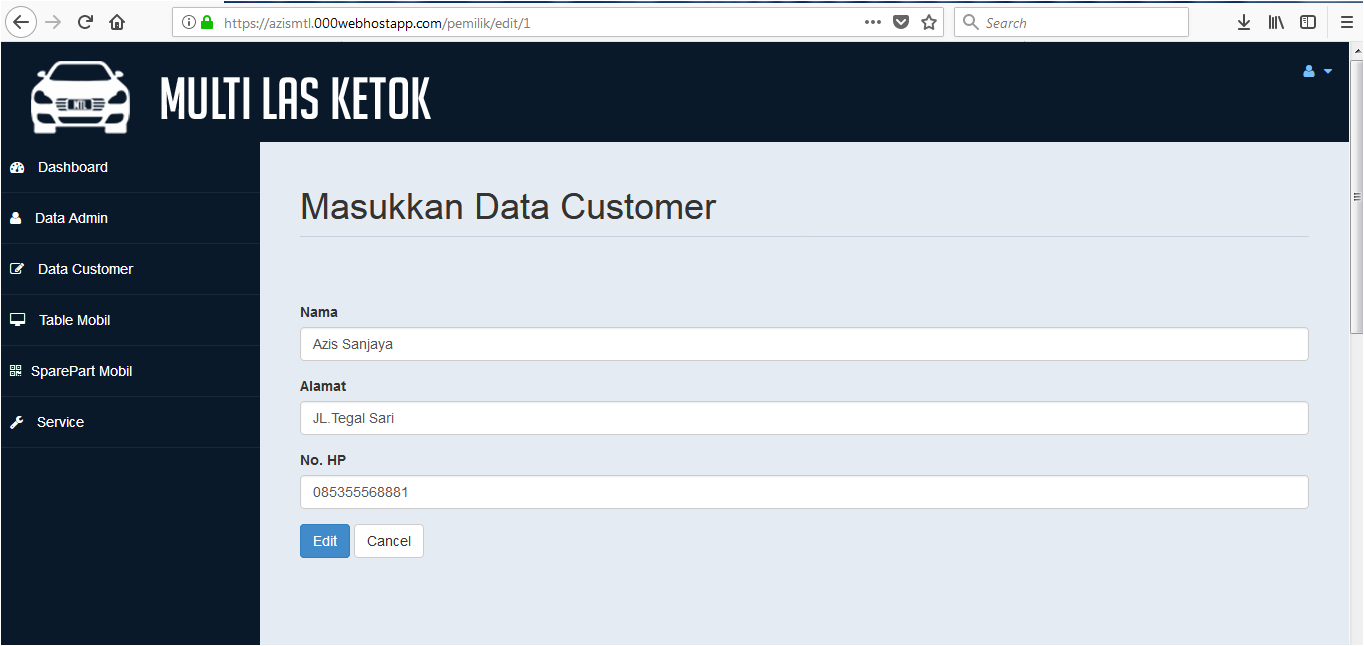 https://azismtl.000webhostapp.com/pemilik/edit/1
Search
MTL
MULTI LAS KETOK
Dashboard
Data Admin
Data Customer
Table Mobil
SparePart Mobil
Service
Masukkan Data Customer
Nama
Azis Sanjaya
Alamat
JL.Tegal Sari
No. HP
085355568881
Edit Cancel